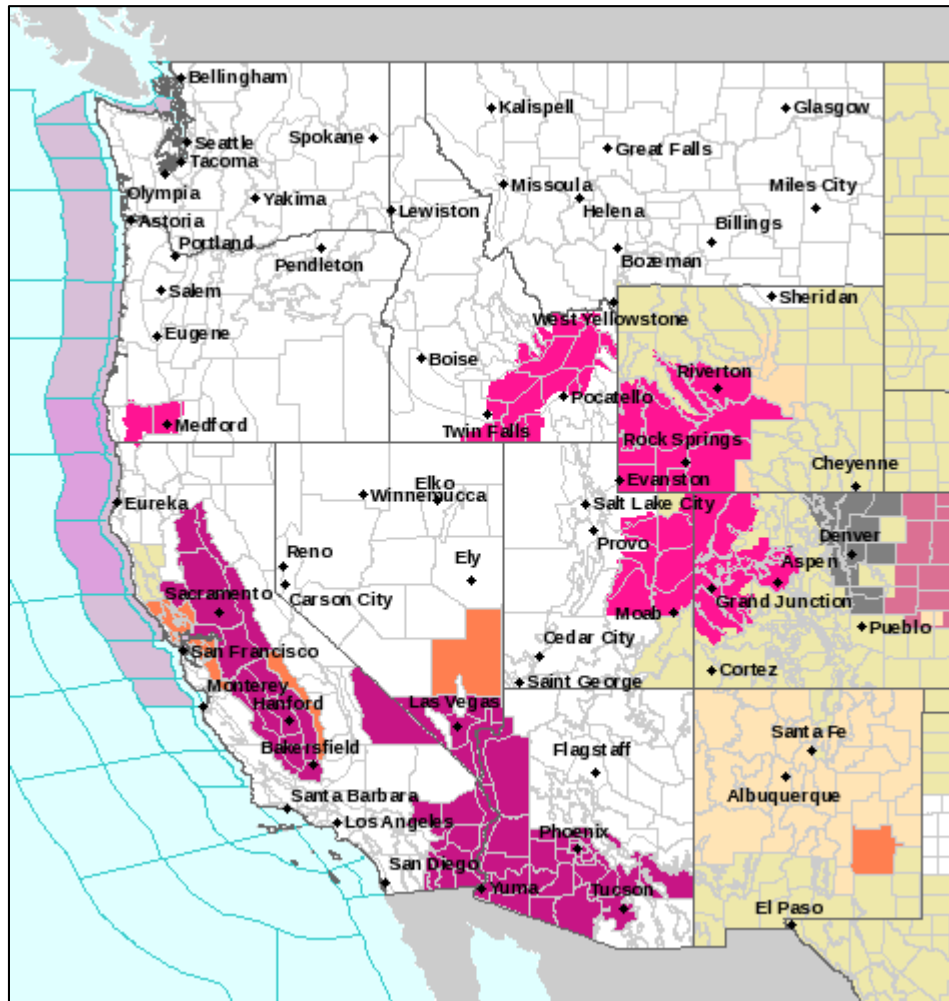 Bellingham
Kalispell
Glasgow
Spokane
Seattle
Great Falls
Tacoma
Missoula
Miles City
Olympia
Yakima
Helena
Lewiston
Astoria
Billings
Portland
Pendleton
Bozeman
Salem
Sheridan
West Yellowstone
Eugene
Boise
Riverton
Pocatello
Medford
Twin Falls
Rock Springs
Cheyenne
Evanston
Elko
Winnemucca
Eureka
Salt Lake City
Denver
Provo
Reno
Ely
Aspen
Sacramento
Carson City
Grand Junction
Moab
Pueblo
Cedar City
San Francisco
Cortez
Saint George
Monterey
Hanford
Las Vegas
Bakersfield
Flagstaff
Santa Fe
Albuquerque
Santa Barbara
Los Angeles
Phoenix
San Diego
Yuma
Tucson
El Paso